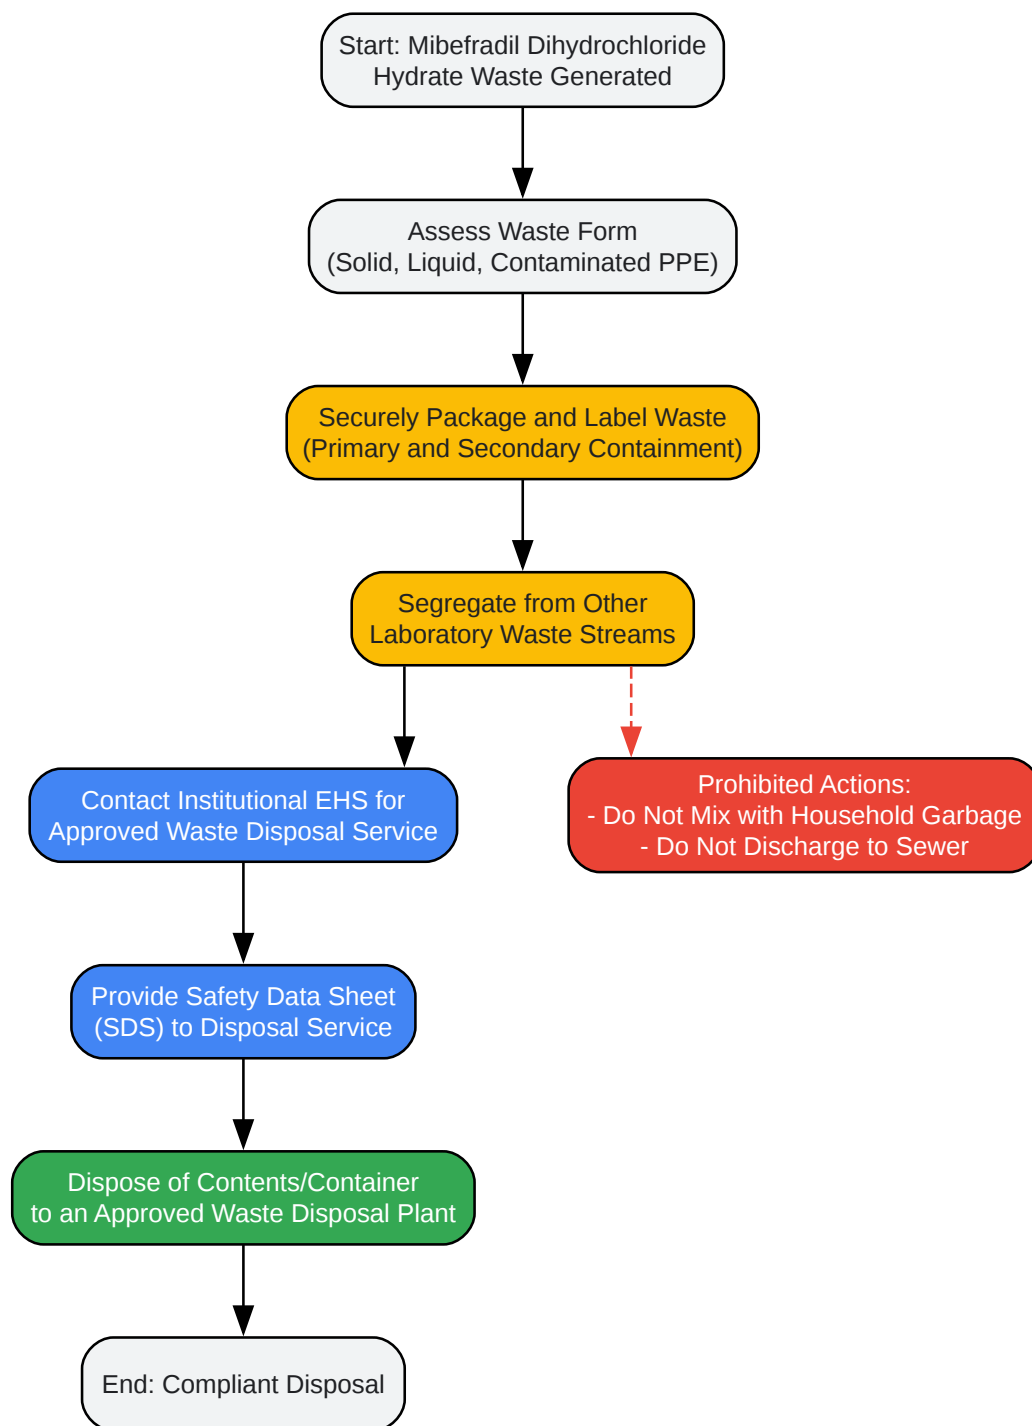 Start: Mibefradil Dihydrochloride
Hydrate Waste Generated
Assess Waste Form
(Solid, Liquid, Contaminated PPE)
Securely Package and Label Waste
(Primary and Secondary Containment)
Segregate from Other
Laboratory Waste Streams
Contact Institutional EHS for
Approved Waste Disposal Service
Prohibited Actions:
- Do Not Mix with Household Garbage
- Do Not Discharge to Sewer
Provide Safety Data Sheet
(SDS) to Disposal Service
Dispose of Contents/Container
to an Approved Waste Disposal Plant
End: Compliant Disposal